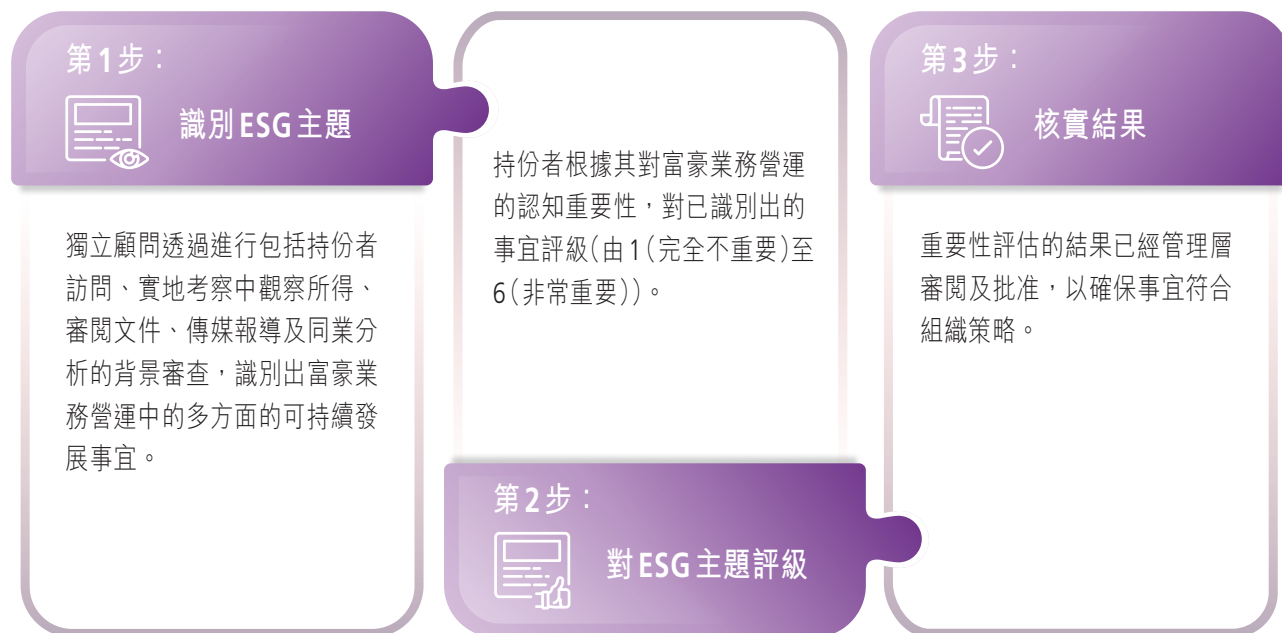 第1步：
識別ESG主題
獨立顧問透過進行包括持份者
訪問、實地考察中觀察所得、
審閱文件、傳媒報導及同業分
析的背景審查，識別出富豪業
務營運中的多方面的可持續發
展事宜。
第2步：
對ESG主題評級
持份者根據其對富豪業務營運
的認知重要性，對已識別出的
事宜評級（由1（完全不重要）至
6（非常重要））。
第3步：
核實結果
重要性評估的結果已經管理層
審閱及批准，以確保事宜符合
組織策略。